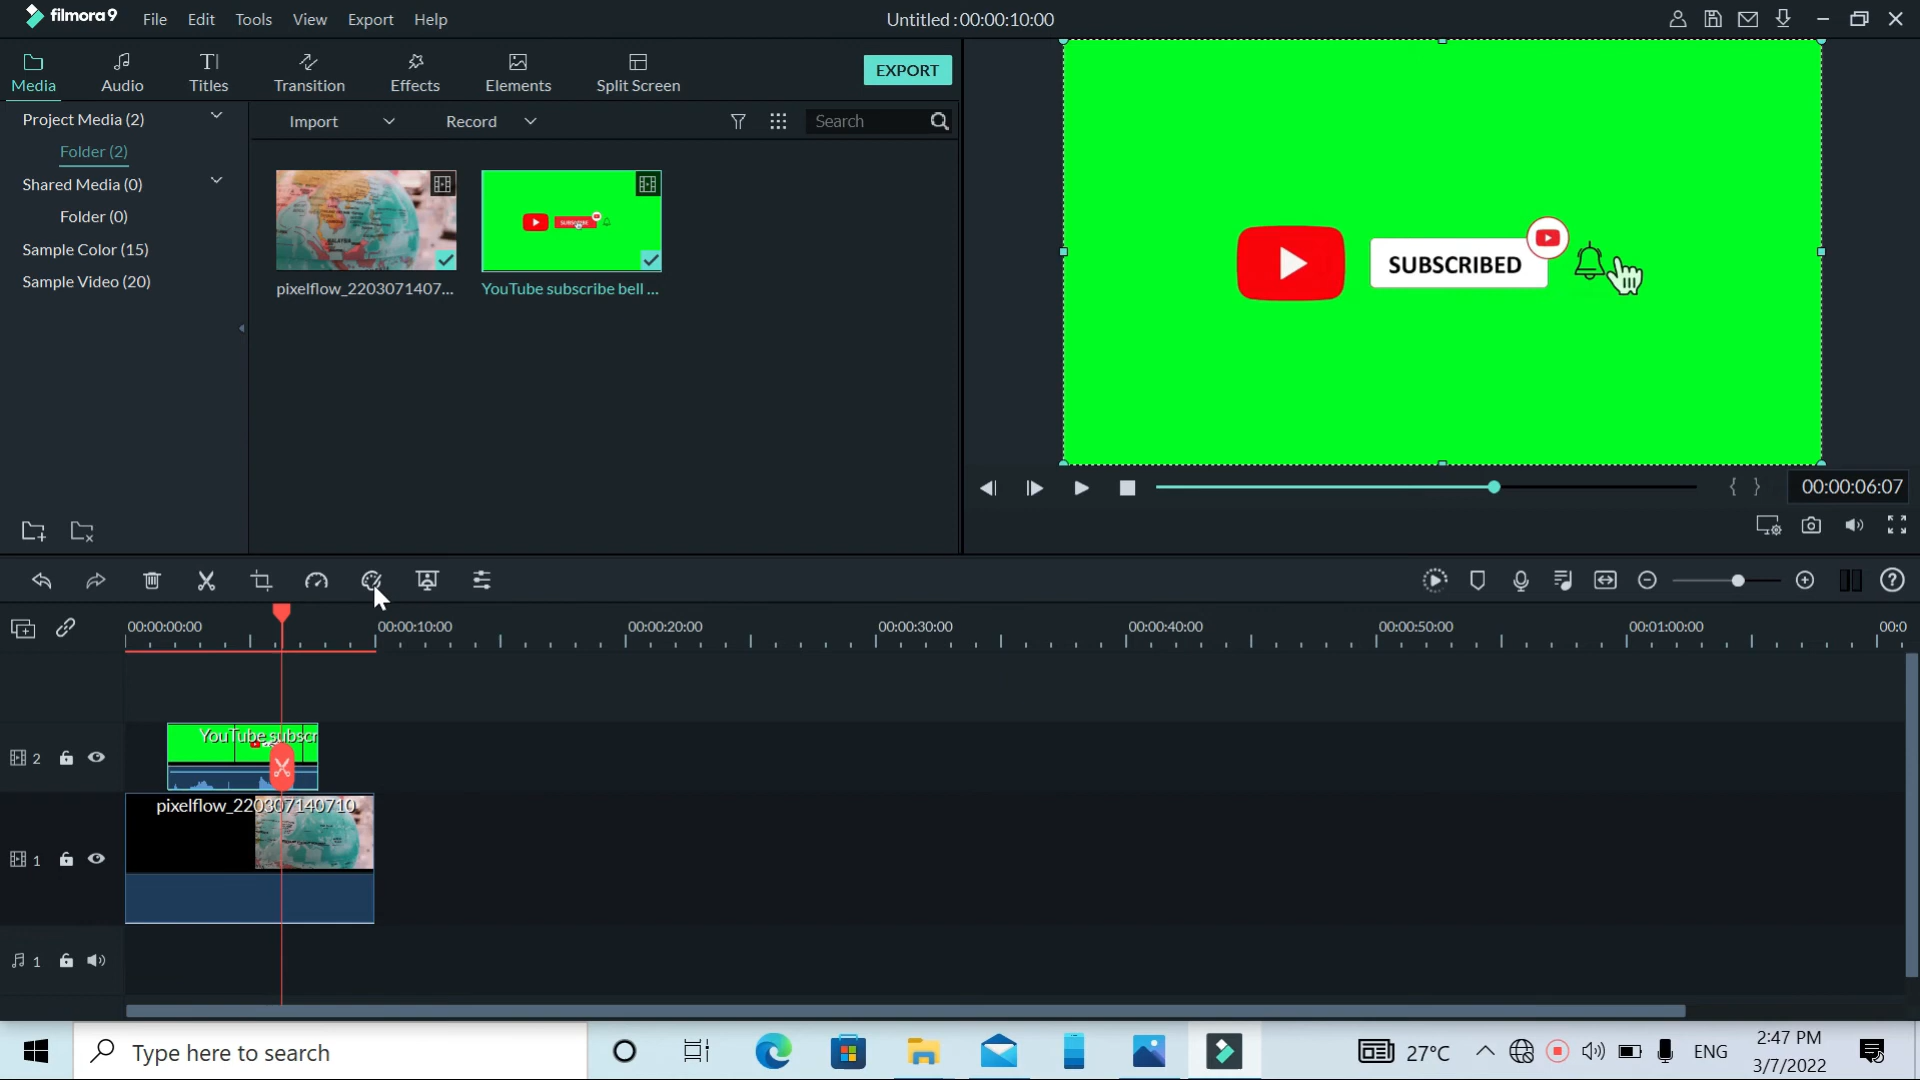 filmora9 File Edit Tools View Export Help Untitled : 00:00:10:00
Media Audio Titles Transition Effects Elements Split Screen EXPORT
Project Media (2) Import Record Search
Folder (2)
Shared Media (0)
Folder (0)
Sample Color (15)
Sample Video (20)
pixelflow_2203071407... YouTube subscribe bell ...
SUBSCRIBED
00:00:06:07
00:00:00:00 00:00:10:00 00:00:20:00 00:00:30:00 00:00:40:00 00:00:50:00 00:01:00:00 00:0
2 YouTube subscr
pixelflow_220307140710
1
1
Type here to search 27°C ENG 2:47 PM
3/7/2022